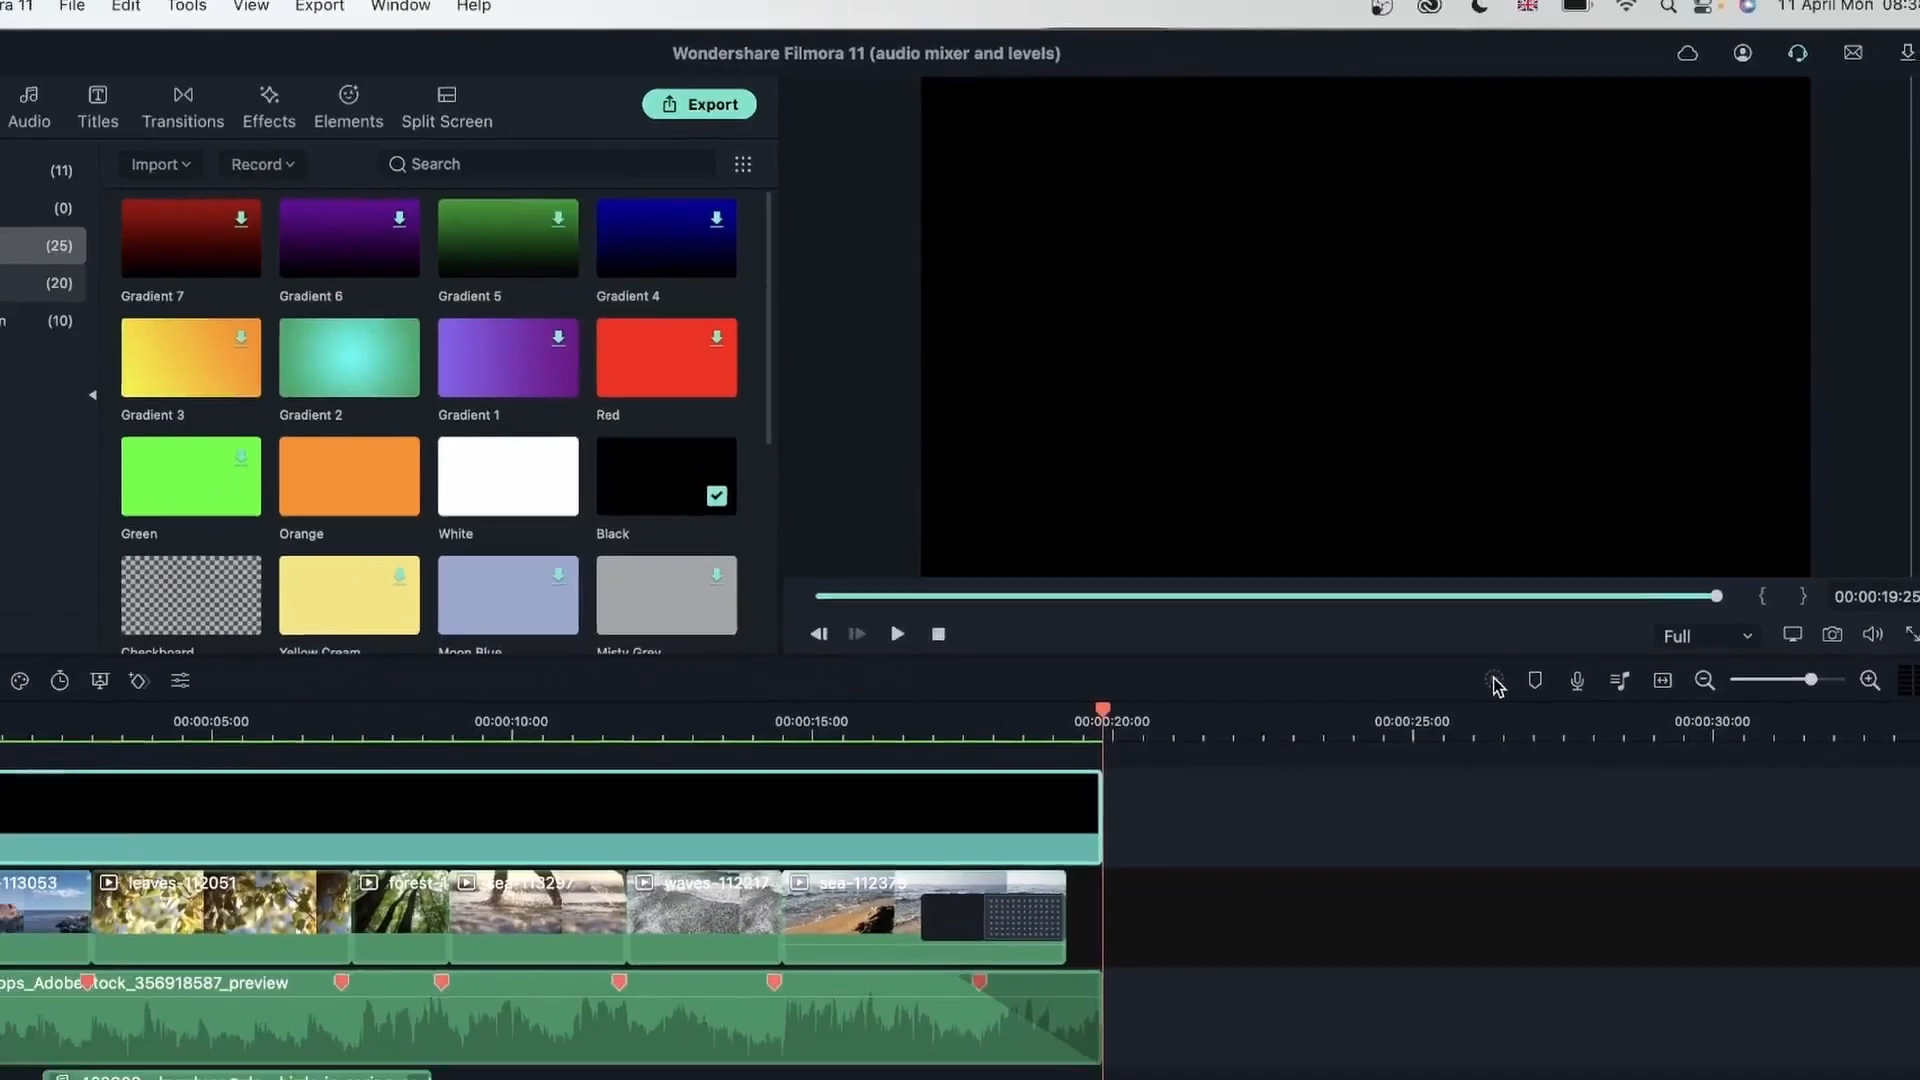 ra 11 File Edit Tools View Export Window Help 11 April Mon 08:3
Wondershare Filmora 11 (audio mixer and levels)
Audio Titles Transitions Effects Elements Split Screen Export
(11)
Import Record Search
(0)
(25)
(20)
n (10)
Gradient 7 Gradient 6 Gradient 5 Gradient 4
Gradient 3 Gradient 2 Gradient 1 Red
Green Orange White Black
Checkboard Yellow Cream Moon Blue Misty Grey
{ } 00:00:19:25
Full
00:00:05:00 00:00:10:00 00:00:15:00 00:00:20:00 00:00:25:00 00:00:30:00
-113053 leaves-112051 forest-1 sea-113297 waves-112217 sea-112375
ops_AdobeStock_356918587_preview